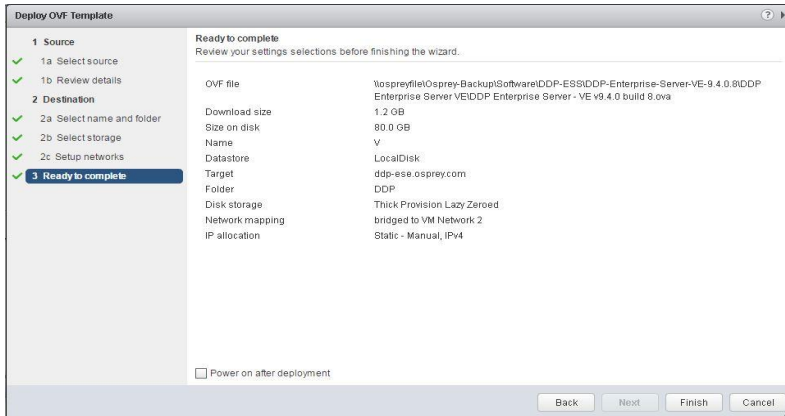 Deploy OVF Template
?
1 Source
1a Select source
1b Review details
2 Destination
2a Select name and folder
2b Select storage
2c Setup networks
3 Ready to complete
Ready to complete
Review your settings selections before finishing the wizard.
OVF file \\ospreyfile\Osprey-Backup\Software\DDP-ESS\DDP-Enterprise-Server-VE-9.4.0.8\DDP
Enterprise Server VE\DDP Enterprise Server - VE v9.4.0 build 8.ova
Download size 1.2 GB
Size on disk 80.0 GB
Name V
Datastore LocalDisk
Target ddp-ese.osprey.com
Folder DDP
Disk storage Thick Provision Lazy Zeroed
Network mapping bridged to VM Network 2
IP allocation Static - Manual, IPv4
Power on after deployment
Back Next Finish Cancel